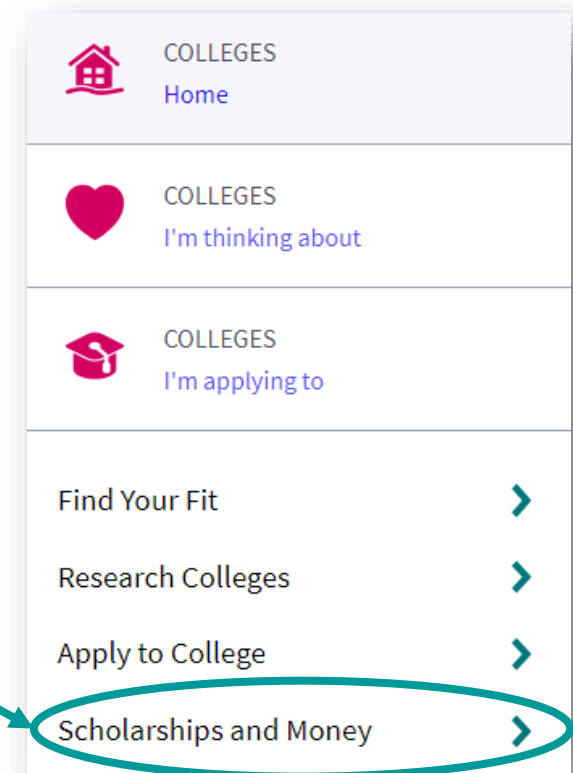 COLLEGES
Home
COLLEGES
I'm thinking about
COLLEGES
I'm applying to
Find Your Fit
Research Colleges
Apply to College
Scholarships and Money